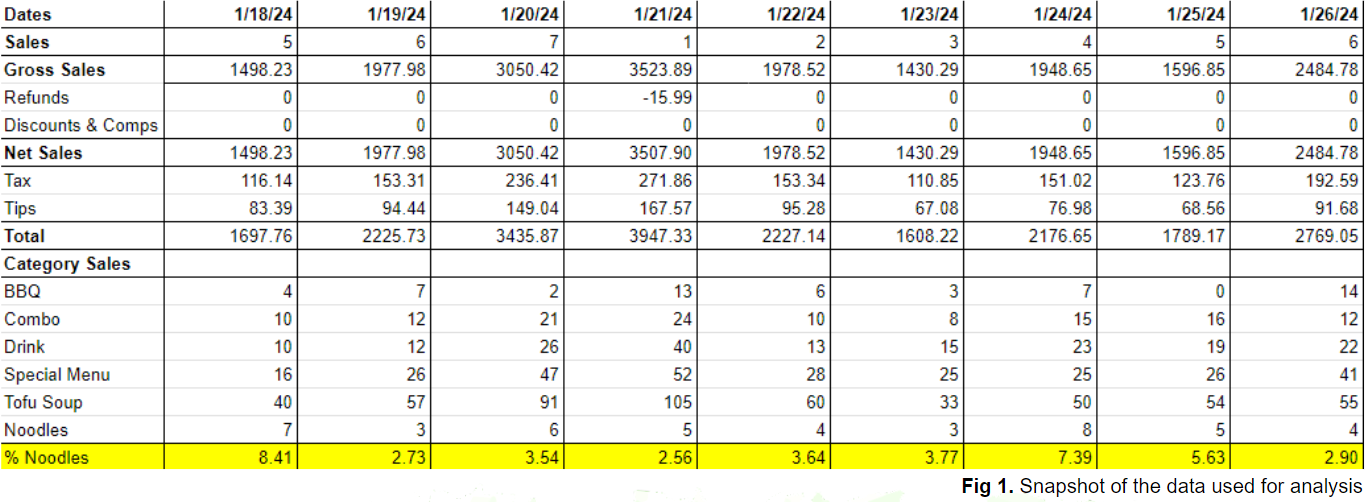 Dates 1/18/24 1/19/24 1/20/24 1/21/24 1/22/24 1/23/24 1/24/24 1/25/24 1/26/24
Sales 5 6 7 1 2 3 4 5 6
Gross Sales 1498.23 1977.98 3050.42 3523.89 1978.52 1430.29 1948.65 1596.85 2484.78
Refunds 0 0 0 -15.99 0 0 0 0 0
Discounts & Comps 0 0 0 0 0 0 0 0 0
Net Sales 1498.23 1977.98 3050.42 3507.90 1978.52 1430.29 1948.65 1596.85 2484.78
Tax 116.14 153.31 236.41 271.86 153.34 110.85 151.02 123.76 192.59
Tips 83.39 94.44 149.04 167.57 95.28 67.08 76.98 68.56 91.68
Total 1697.76 2225.73 3435.87 3947.33 2227.14 1608.22 2176.65 1789.17 2769.05
Category Sales
BBQ 4 7 2 13 6 3 7 0 14
Combo 10 12 21 24 10 8 15 16 12
Drink 10 12 26 40 13 15 23 19 22
Special Menu 16 26 47 52 28 25 25 26 41
Tofu Soup 40 57 91 105 60 33 50 54 55
Noodles 7 3 6 5 4 3 8 5 4
% Noodles 8.41 2.73 3.54 2.56 3.64 3.77 7.39 5.63 2.90
Fig 1. Snapshot of the data used for analysis